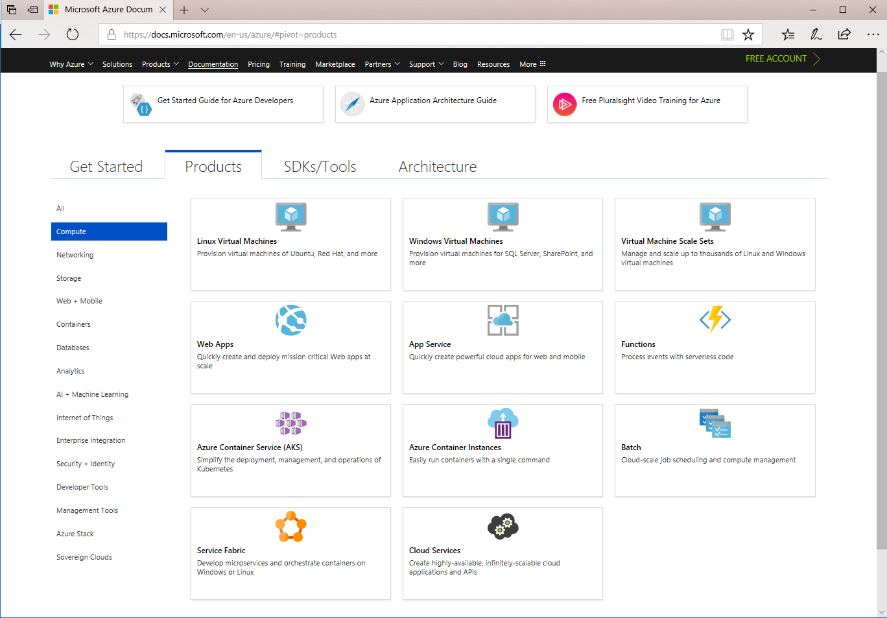 Microsoft Azure Docum
https://docs.microsoft.com/en-us/azure/#pivot=products
Why Azure Solutions Products Documentation Pricing Training Marketplace Partners Support Blog Resources More FREE ACCOUNT
Get Started Guide for Azure Developers
Azure Application Architecture Guide
Free Pluralsight Video Training for Azure
Get Started Products SDKs/Tools Architecture
All
Compute
Networking
Storage
Web + Mobile
Containers
Databases
Analytics
AI + Machine Learning
Internet of Things
Enterprise Integration
Security + Identity
Developer Tools
Management Tools
Azure Stack
Sovereign Clouds
Linux Virtual Machines
Provision virtual machines of Ubuntu, Red Hat, and more
Windows Virtual Machines
Provision virtual machines for SQL Server, SharePoint, and
more
Virtual Machine Scale Sets
Manage and scale up to thousands of Linux and Windows
virtual machines
Web Apps
Quickly create and deploy mission critical Web apps at
scale
App Service
Quickly create powerful cloud apps for web and mobile
Functions
Process events with serverless code
Azure Container Service (AKS)
Simplify the deployment, management, and operations of
Kubernetes
Azure Container Instances
Easily run containers with a single command
Batch
Cloud-scale job scheduling and compute management
Service Fabric
Develop microservices and orchestrate containers on
Windows or Linux
Cloud Services
Create highly-available, infinitely-scalable cloud
applications and APIs